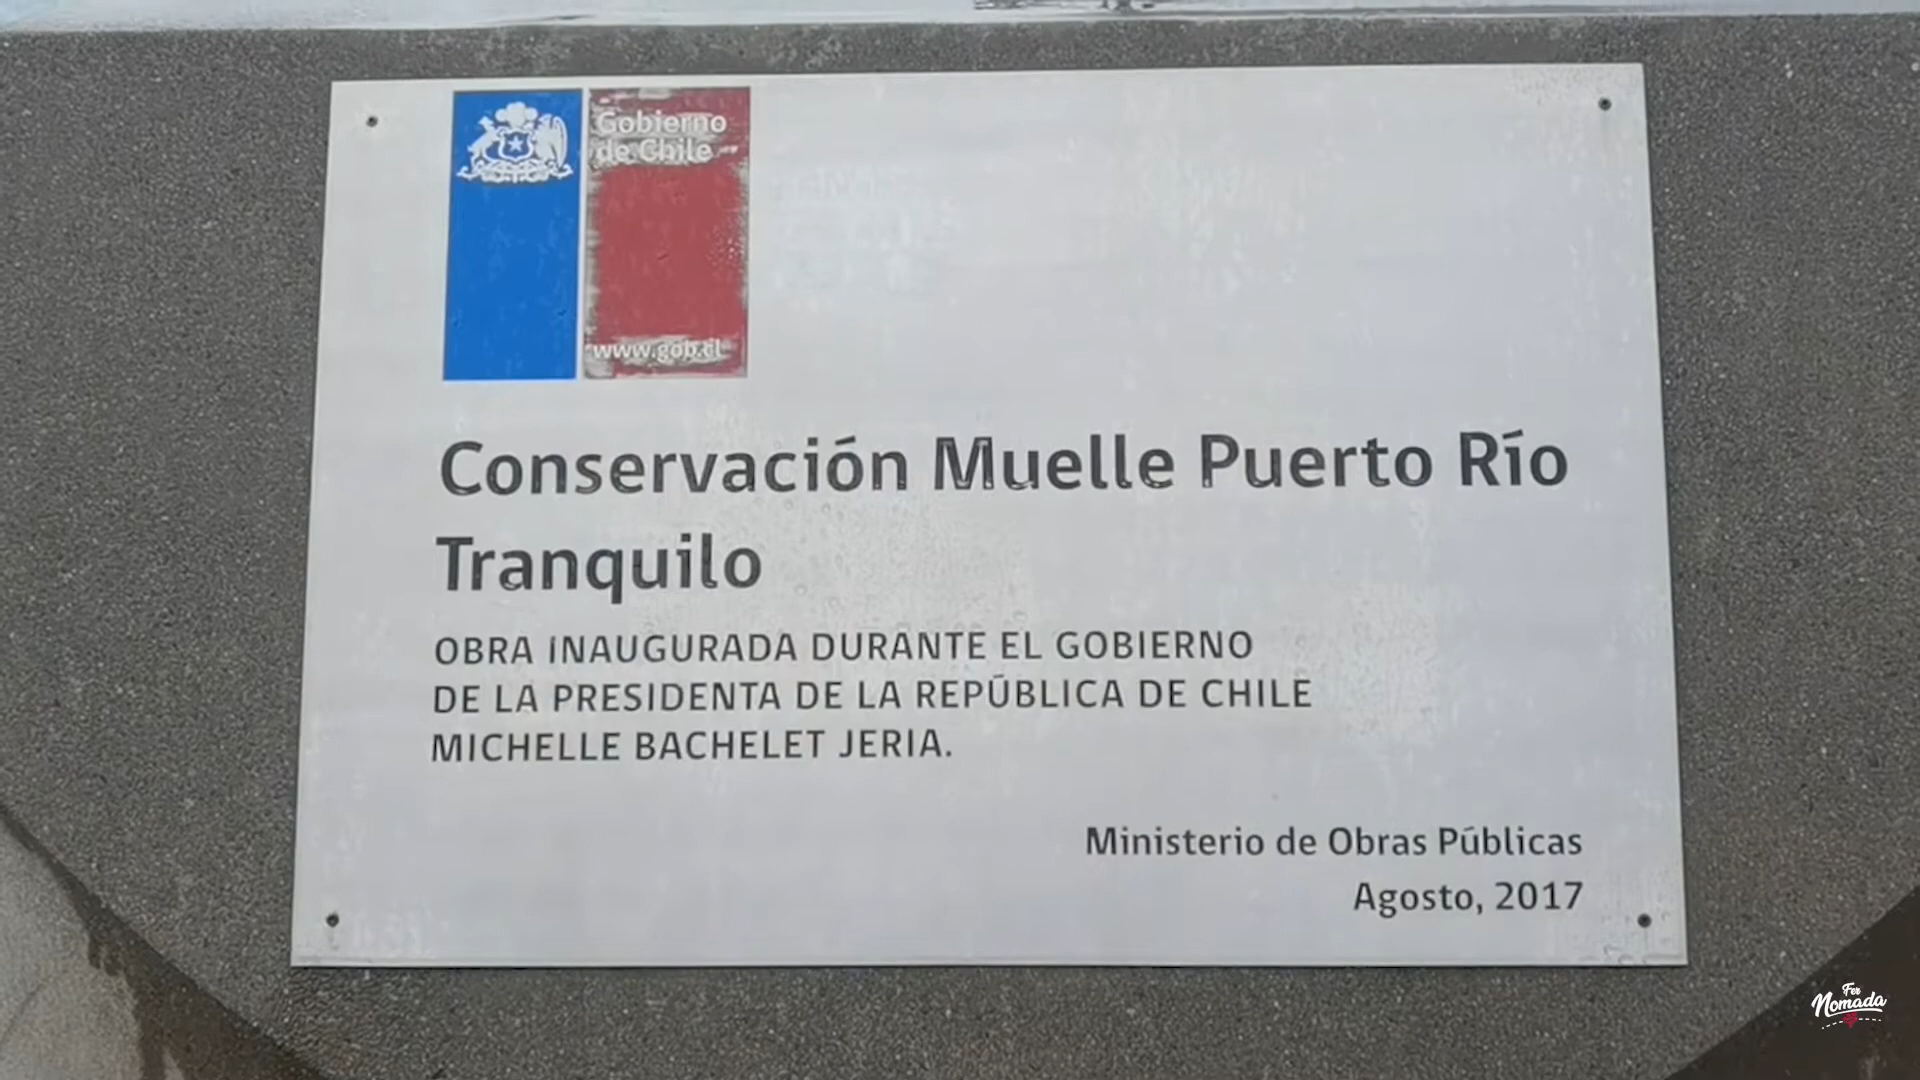 Gobierno
de Chile
www.gob.cl
Conservación Muelle Puerto Río
Tranquilo
OBRA INAUGURADA DURANTE EL GOBIERNO
DE LA PRESIDENTA DE LA REPÚBLICA DE CHILE
MICHELLE BACHELET JERIA.
Ministerio de Obras Públicas
Agosto, 2017
Fer
Nomada